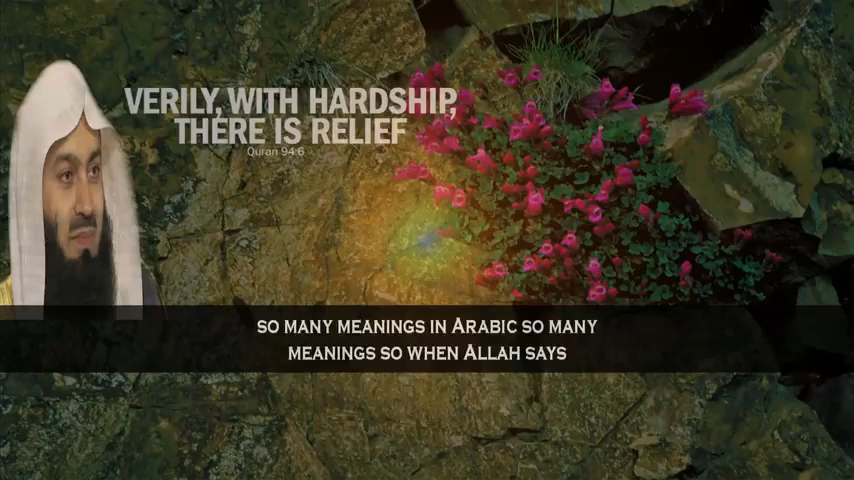 VERILY, WITH HARDSHIP,
THERE IS RELIEF
Quran 94:6
SO MANY MEANINGS IN ARABIC SO MANY
MEANINGS SO WHEN ALLAH SAYS